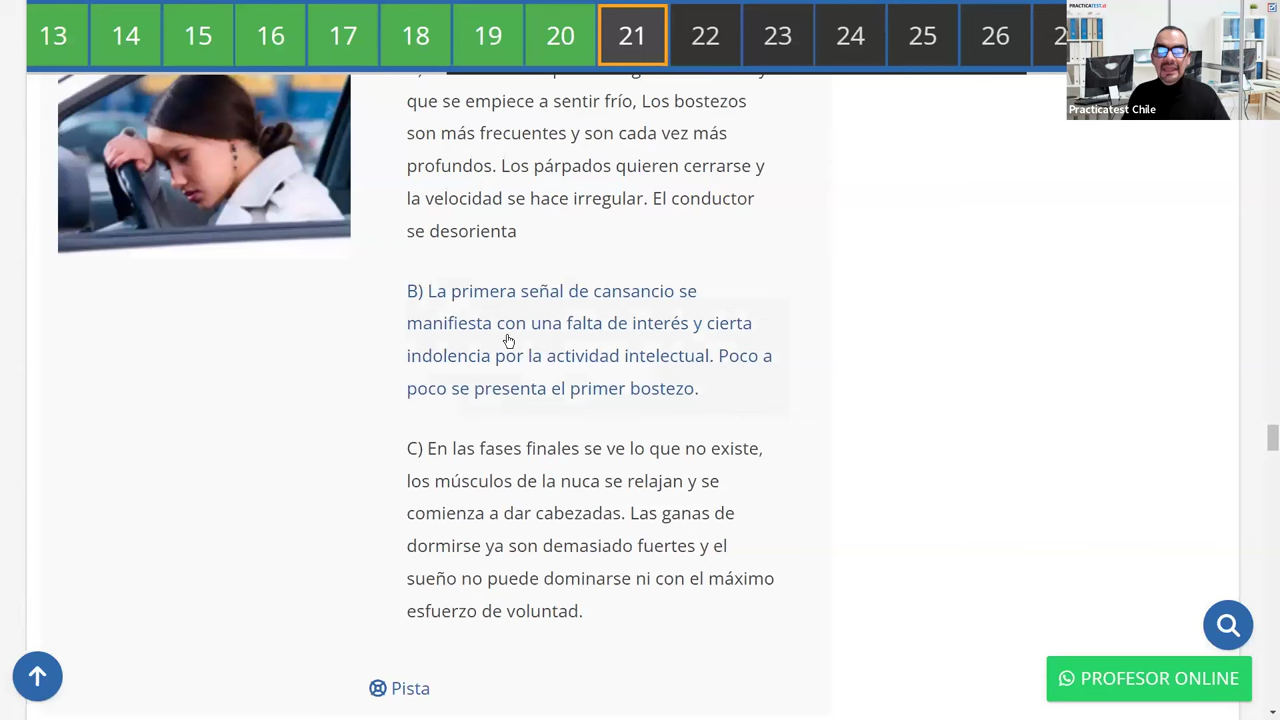 13 14 15 16 17 18 19 20 21 22 23 24 25 26
PRACTICATEST.cl
Practicatest Chile
que se empiece a sentir frío, Los bostezos
son más frecuentes y son cada vez más
profundos. Los párpados quieren cerrarse y
la velocidad se hace irregular. El conductor
se desorienta
B) La primera señal de cansancio se
manifiesta con una falta de interés y cierta
indolencia por la actividad intelectual. Poco a
poco se presenta el primer bostezo.
C) En las fases finales se ve lo que no existe,
los músculos de la nuca se relajan y se
comienza a dar cabezadas. Las ganas de
dormirse ya son demasiado fuertes y el
sueño no puede dominarse ni con el máximo
esfuerzo de voluntad.
Pista
PROFESOR ONLINE